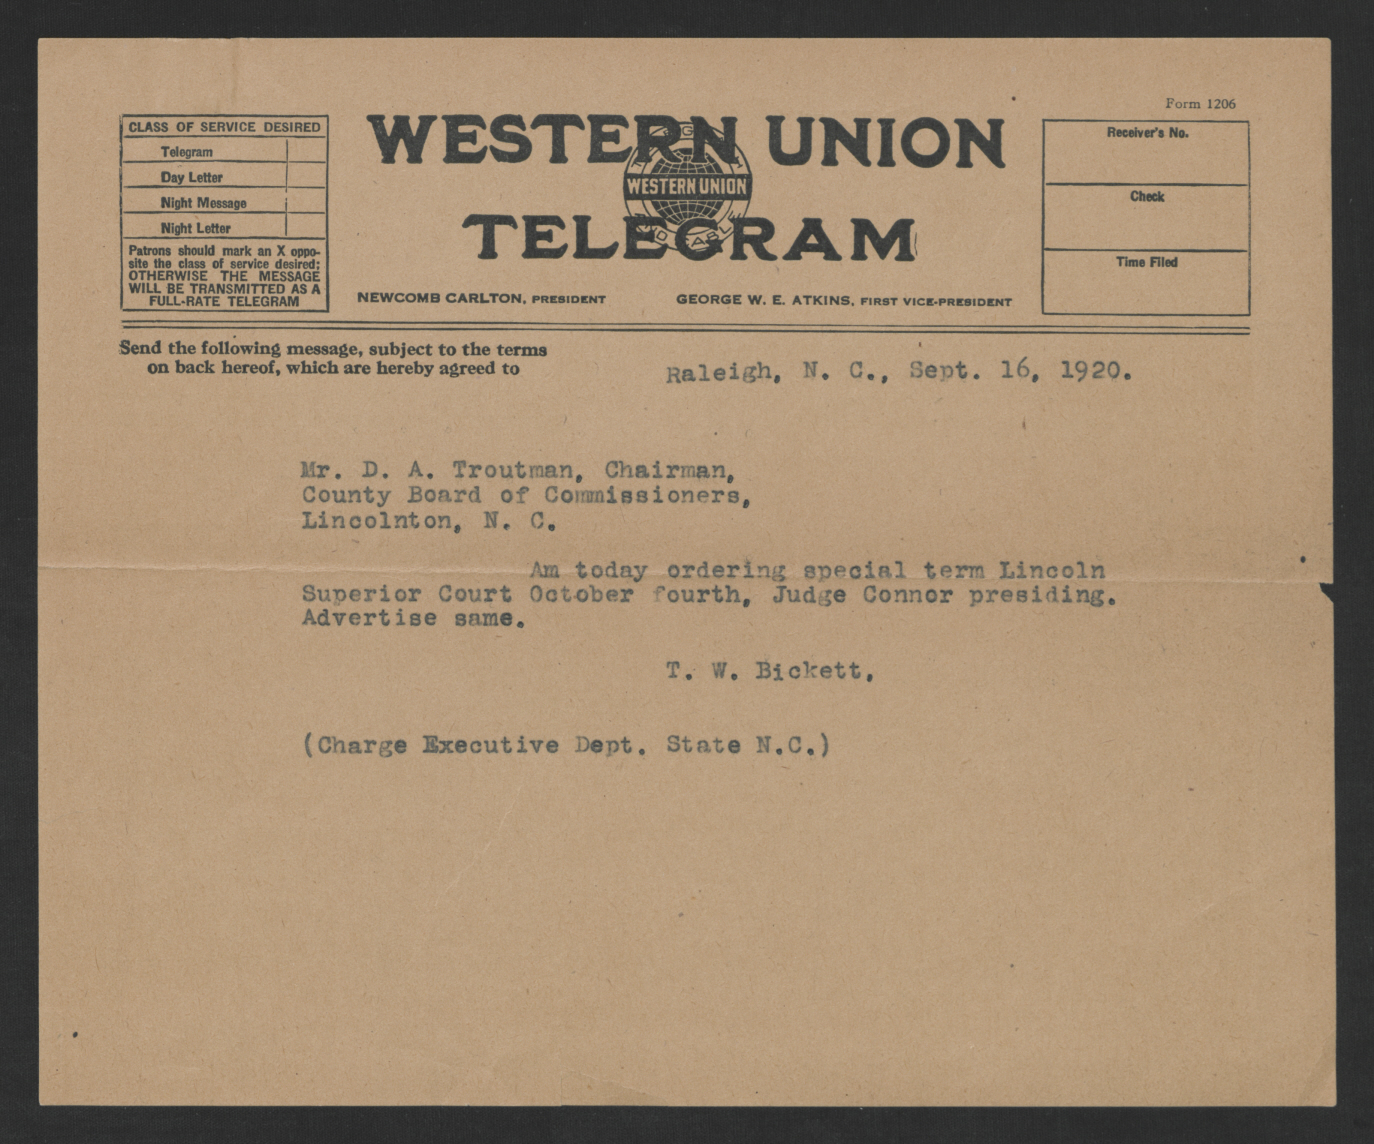 Form 1206
CLASS OF SERVICE DESIRED
Telegram
Day Letter
Night Message
Night Letter
Patrons should mark an X oppo-
site the class of service desired;
OTHERWISE THE MESSAGE
WILL BE TRANSMITTED AS A
FULL-RATE TELEGRAM
WESTERN UNION
WESTERN UNION
TELEGRAM
NEWCOMB CARLTON, PRESIDENT
GEORGE W. E. ATKINS, FIRST VICE-PRESIDENT
Receiver's No.
Check
Time Filed
Send the following message, subject to the terms
on back hereof, which are hereby agreed to
Raleigh, N. C., Sept. 16, 1920.
Mr. D. A. Troutman, Chairman,
County Board of Commissioners,
Lincolnton, N. C.
Am today ordering special term Lincoln
Superior Court October fourth, Judge Connor presiding.
Advertise same.
T. W. Bickett,
(Charge Executive Dept. State N.C.)